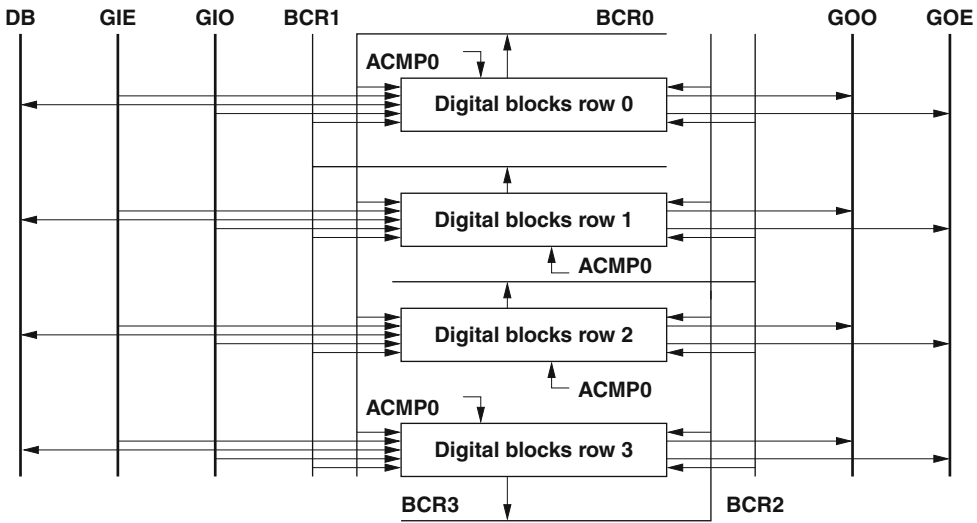 DB GIE GIO BCR1 BCR0 GOO GOE
ACMP0
Digital blocks row 0
Digital blocks row 1
ACMP0
Digital blocks row 2
ACMP0
ACMP0
Digital blocks row 3
BCR3 BCR2